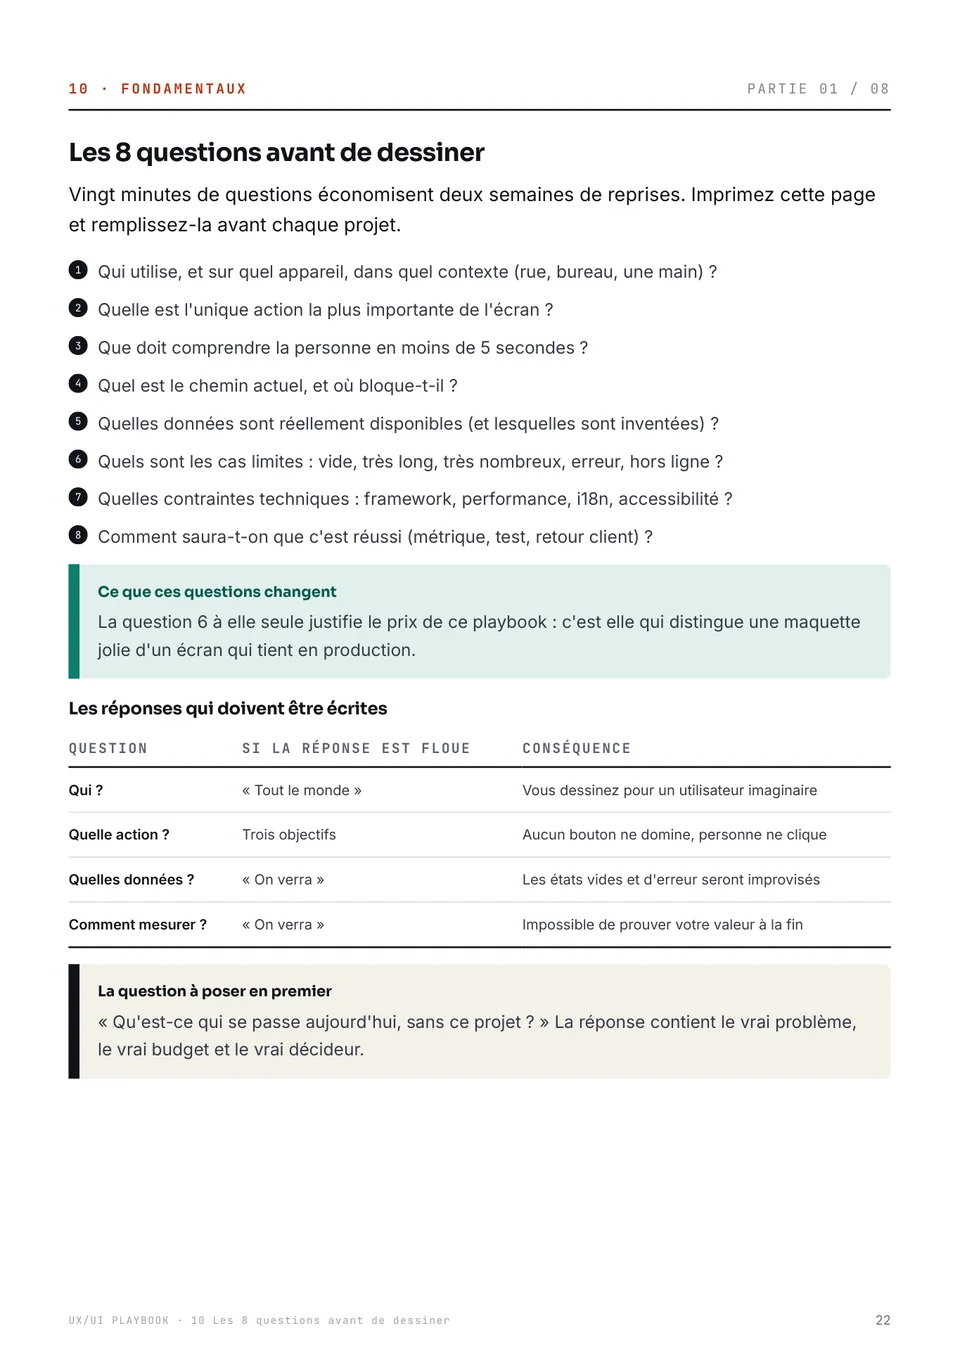 10 · FONDAMENTAUX
PARTIE 01 / 08
Les 8 questions avant de dessiner
Vingt minutes de questions économisent deux semaines de reprises. Imprimez cette page
et remplissez-la avant chaque projet.
1 Qui utilise, et sur quel appareil, dans quel contexte (rue, bureau, une main) ?
2 Quelle est l'unique action la plus importante de l'écran ?
3 Que doit comprendre la personne en moins de 5 secondes ?
4 Quel est le chemin actuel, et où bloque-t-il ?
5 Quelles données sont réellement disponibles (et lesquelles sont inventées) ?
6 Quels sont les cas limites : vide, très long, très nombreux, erreur, hors ligne ?
7 Quelles contraintes techniques : framework, performance, i18n, accessibilité ?
8 Comment saura-t-on que c'est réussi (métrique, test, retour client) ?
Ce que ces questions changent
La question 6 à elle seule justifie le prix de ce playbook : c'est elle qui distingue une maquette
jolie d'un écran qui tient en production.
Les réponses qui doivent être écrites
QUESTION SI LA RÉPONSE EST FLOUE CONSÉQUENCE
Qui ? « Tout le monde » Vous dessinez pour un utilisateur imaginaire
Quelle action ? Trois objectifs Aucun bouton ne domine, personne ne clique
Quelles données ? « On verra » Les états vides et d'erreur seront improvisés
Comment mesurer ? « On verra » Impossible de prouver votre valeur à la fin
La question à poser en premier
« Qu'est-ce qui se passe aujourd'hui, sans ce projet ? » La réponse contient le vrai problème,
le vrai budget et le vrai décideur.
UX/UI PLAYBOOK · 10 Les 8 questions avant de dessiner
22